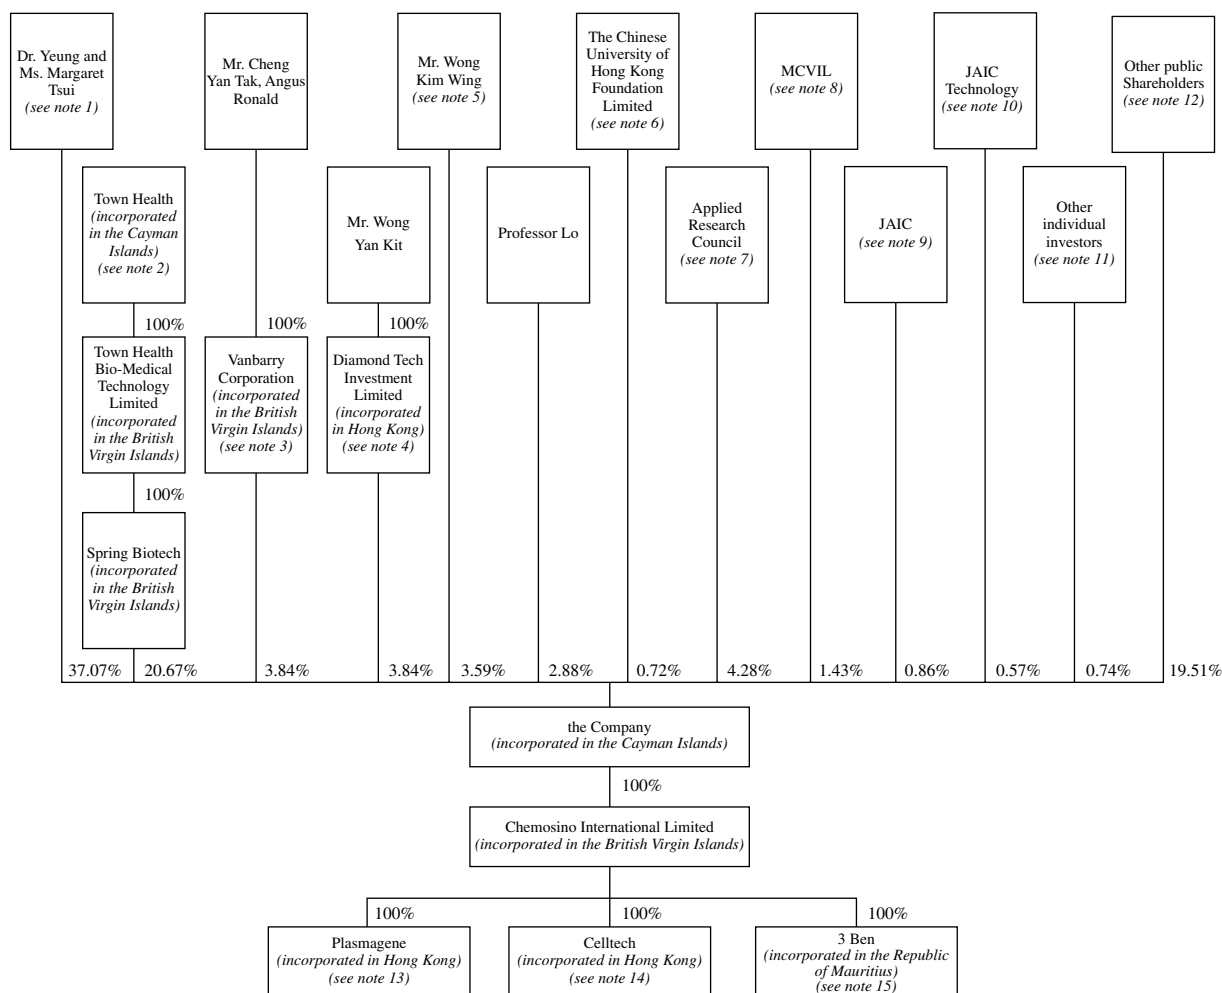 Dr. Yeung and
Ms. Margaret
Tsui
(see note 1)
Mr. Cheng
Yan Tak, Angus
Ronald
Mr. Wong
Kim Wing
(see note 5)
The Chinese
University of
Hong Kong
Foundation
Limited
(see note 6)
MCVIL
(see note 8)
JAIC
Technology
(see note 10)
Other public
Shareholders
(see note 12)
Town Health
(incorporated
in the Cayman
Islands)
(see note 2)
Mr. Wong
Yan Kit
Professor Lo
Applied
Research
Council
(see note 7)
JAIC
(see note 9)
Other
individual
investors
(see note 11)
100%
100%
100%
Town Health
Bio-Medical
Technology
Limited
(incorporated
in the British
Virgin Islands)
Vanbarry
Corporation
(incorporated
in the British
Virgin Islands)
(see note 3)
Diamond Tech
Investment
Limited
(incorporated
in Hong Kong)
(see note 4)
100%
Spring Biotech
(incorporated
in the British
Virgin Islands)
37.07%
20.67%
3.84%
3.84%
3.59%
2.88%
0.72%
4.28%
1.43%
0.86%
0.57%
0.74%
19.51%
the Company
(incorporated in the Cayman Islands)
100%
Chemosino International Limited
(incorporated in the British Virgin Islands)
100%
100%
100%
Plasmagene
(incorporated in Hong Kong)
(see note 13)
Celltech
(incorporated in Hong Kong)
(see note 14)
3 Ben
(incorporated in the Republic
of Mauritius)
(see note 15)